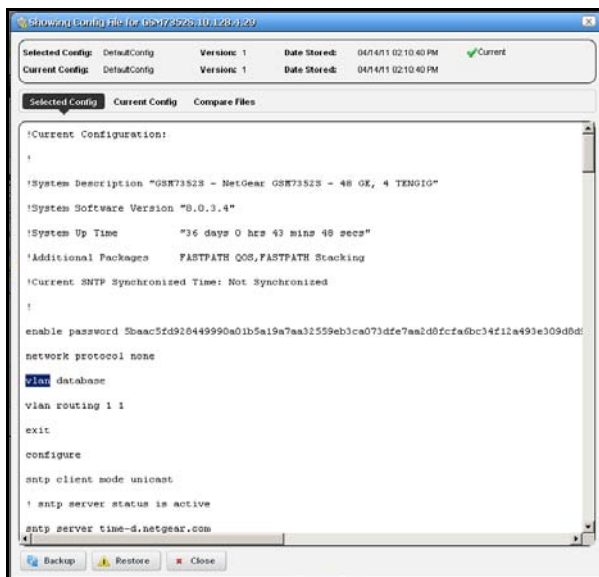 Showing Config File for GSM7352S,10.128.4.29
Selected Config: DefaultConfig Version: 1 Date Stored: 04/14/11 02:10:40 PM Current
Current Config: DefaultConfig Version: 1 Date Stored: 04/14/11 02:10:40 PM
Selected Config Current Config Compare Files
!Current Configuration:
!
!System Description "GSM7352S - NetGear GSM7352S - 48 GE, 4 TENGIG"
!System Software Version "8.0.3.4"
!System Up Time "36 days 0 hrs 43 mins 48 secs"
!Additional Packages FASTPATH QOS,FASTPATH Stacking
!Current SNTP Synchronized Time: Not Synchronized
!
enable password
network protocol none
vlan database
vlan routing 1 1
exit
configure
sntp client mode unicast
! sntp server status is active
sntp server time-d.netgear.com
Backup Restore Close